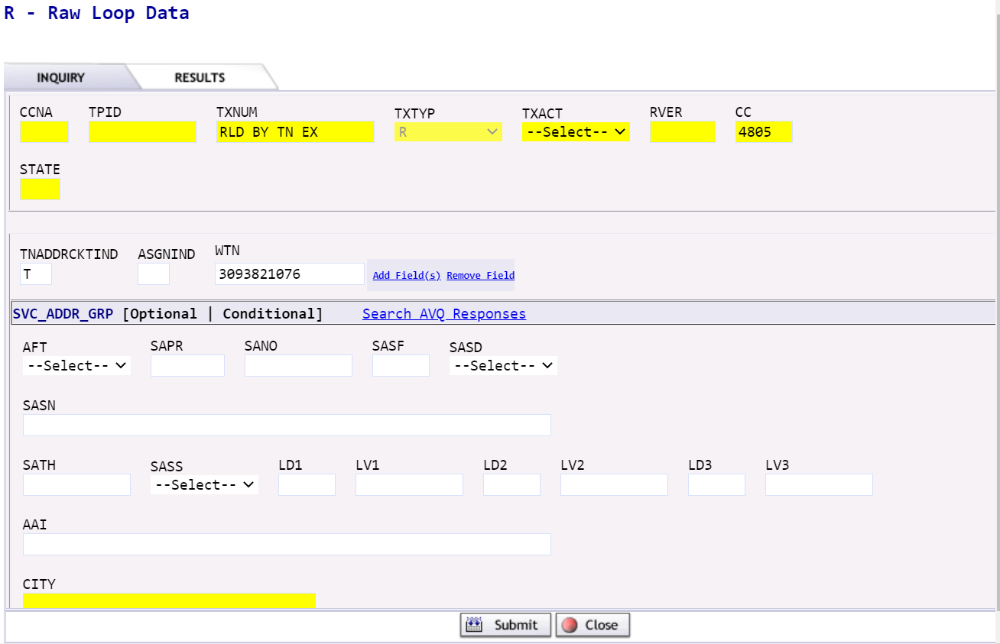 R - Raw Loop Data
INQUIRY RESULTS
CCNA TPID TXNUM TXTYP TXACT RVER CC
RLD BY TN EX R --Select-- 4805
STATE
TNADDRCKTIND ASGNIND WTN
T 3093821076 Add Field(s) Remove Field
SVC_ADDR_GRP [Optional | Conditional] Search AVQ Responses
AFT SAPR SANO SASF SASD
--Select-- --Select--
SASN
SATH SASS LD1 LV1 LD2 LV2 LD3 LV3
--Select--
AAI
CITY
Submit Close